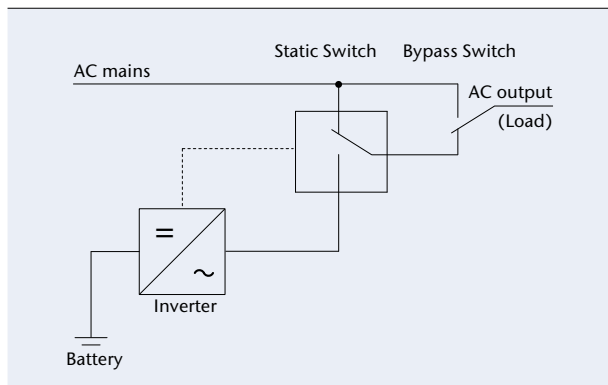 Static Switch
Bypass Switch
AC mains
AC output
(Load)
=
~
Inverter
Battery